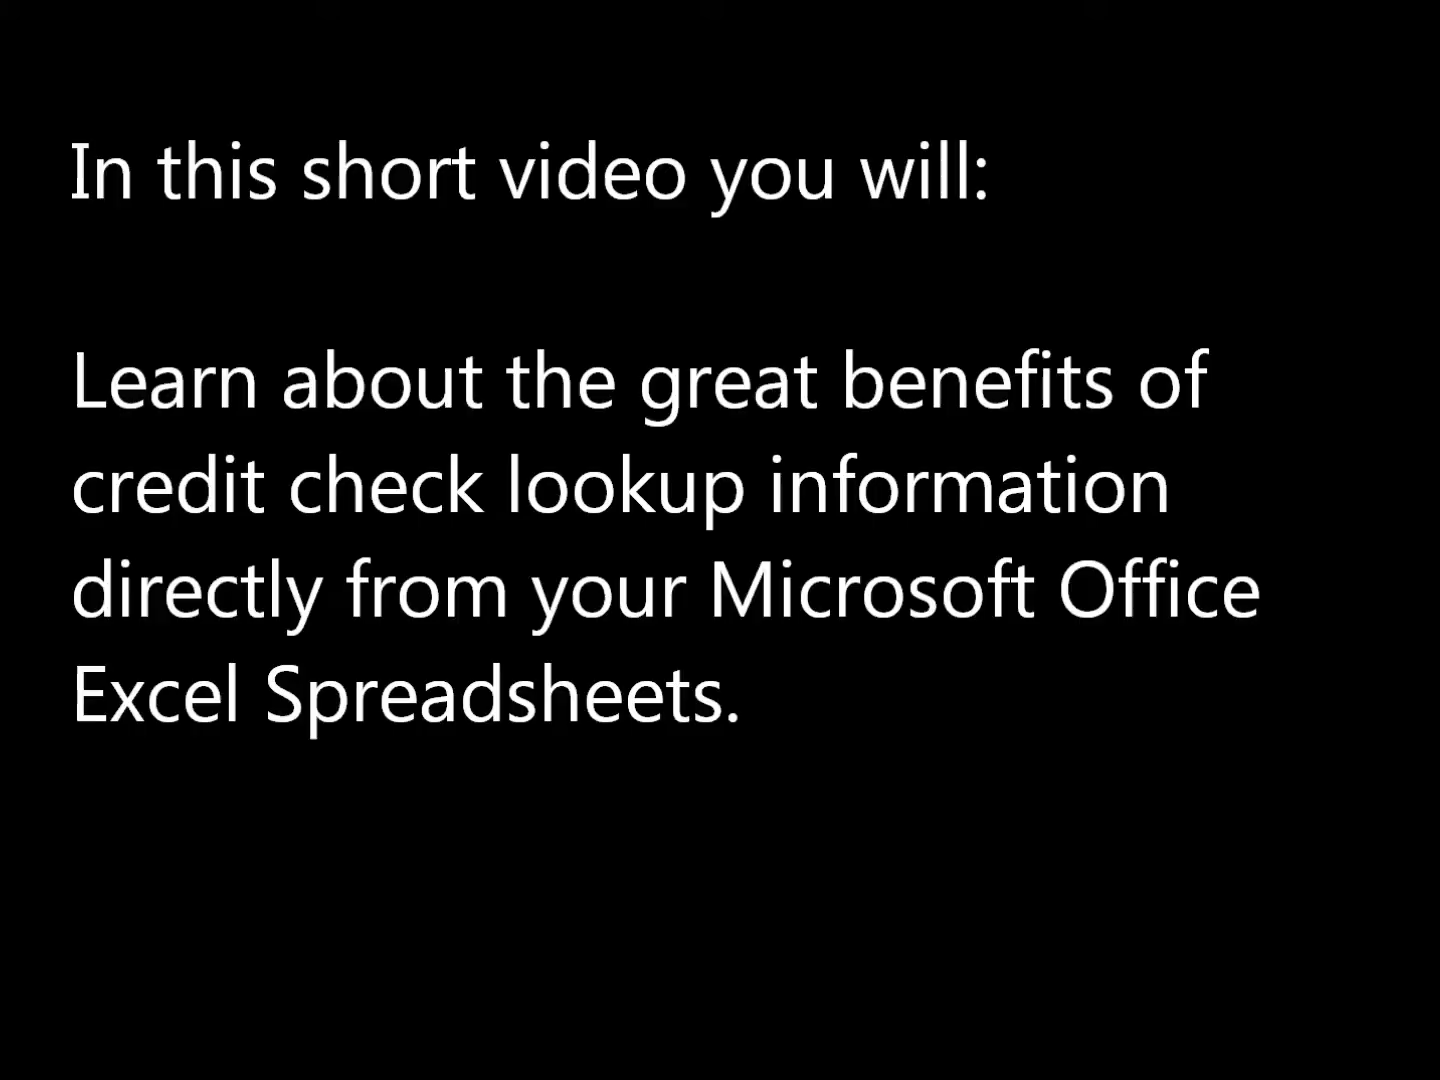 In this short video you will:
Learn about the great benefits of
credit check lookup information
directly from your Microsoft Office
Excel Spreadsheets.